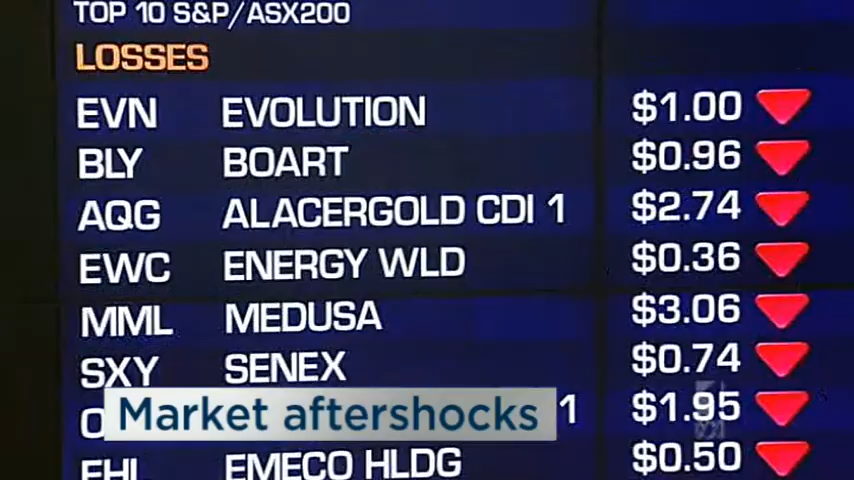 TOP 10 S&P/ASX200
LOSSES
EVN EVOLUTION $1.00
BLY BOART $0.96
AQG ALACERGOLD CDI 1 $2.74
EWC ENERGY WLD $0.36
MML MEDUSA $3.06
SXY SENEX $0.74
1 $1.95
Market aftershocks
EHL EMECO HLDG $0.50